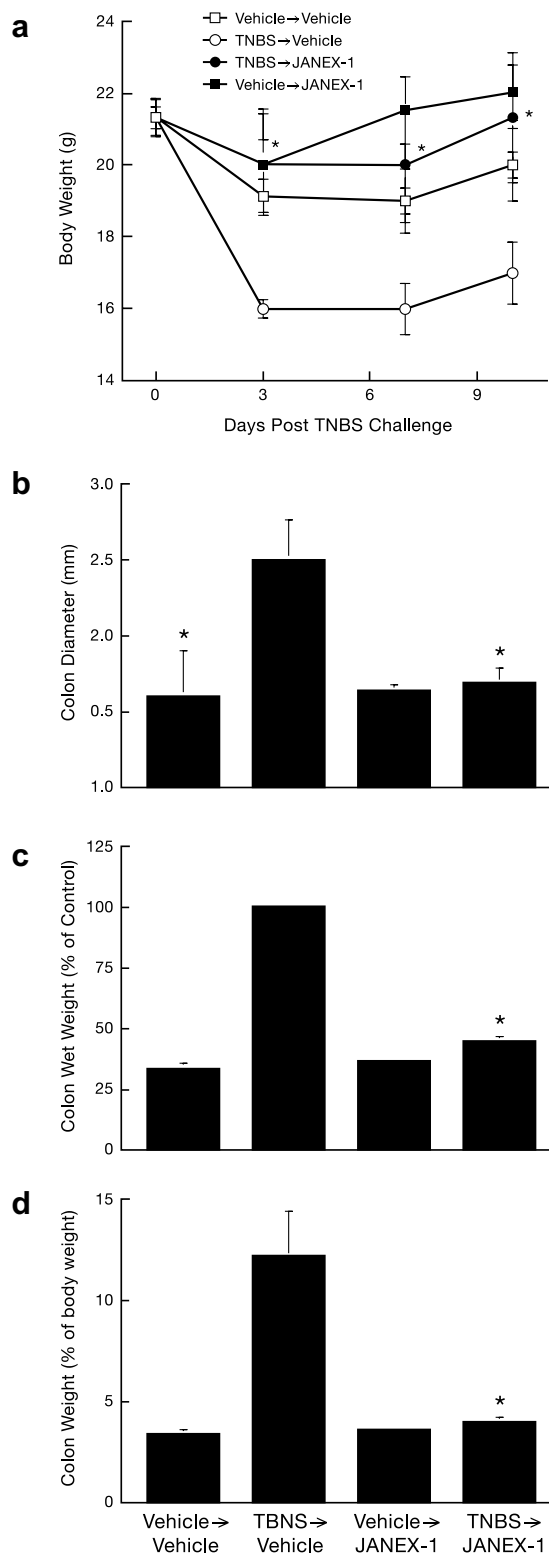 a
Vehicle→Vehicle
TNBS→Vehicle
TNBS→JANEX-1
Vehicle→JANEX-1
Body Weight (g)
24
22
20
18
16
14
*
*
*
0 3 6 9
Days Post TNBS Challenge
b
Colon Diameter (mm)
3.0
2.5
2.0
0.5
1.0
*
*
c
Colon Wet Weight (% of Control)
125
100
75
50
25
0
*
d
Colon Weight (% of body weight)
15
10
5
0
*
Vehicle→ TBNS→ Vehicle→ TNBS→
Vehicle Vehicle JANEX-1 JANEX-1